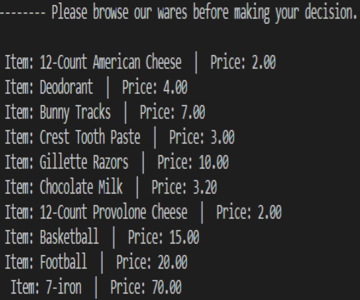 -------- Please browse our wares before making your decision.
Item: 12-Count American Cheese | Price: 2.00
Item: Deodorant | Price: 4.00
Item: Bunny Tracks | Price: 7.00
Item: Crest Tooth Paste | Price: 3.00
Item: Gillette Razors | Price: 10.00
Item: Chocolate Milk | Price: 3.20
Item: 12-Count Provolone Cheese | Price: 2.00
Item: Basketball | Price: 15.00
Item: Football | Price: 20.00
Item: 7-iron | Price: 70.00